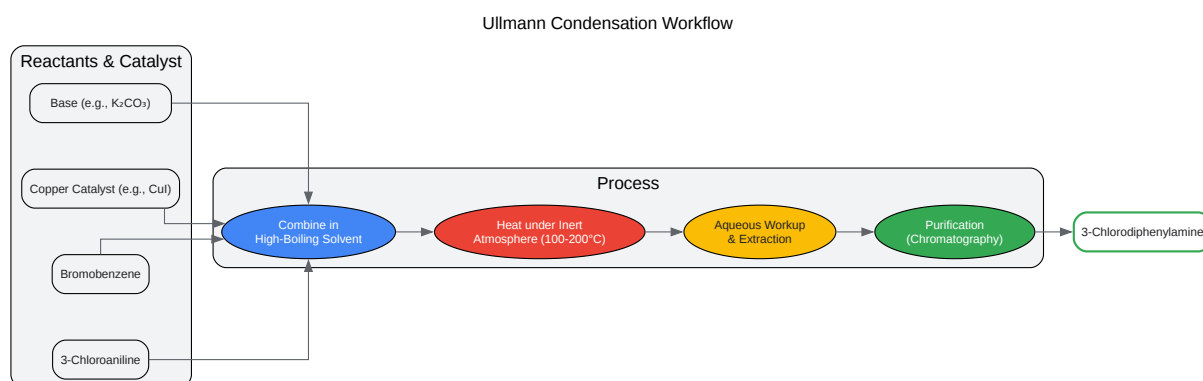 Ullmann Condensation Workflow
Reactants & Catalyst
Base (e.g., K₂CO₃)
Copper Catalyst (e.g., CuI)
Bromobenzene
3-Chloroaniline
Process
Combine in
High-Boiling Solvent
Heat under Inert
Atmosphere (100-200°C)
Aqueous Workup
& Extraction
Purification
(Chromatography)
3-Chlorodiphenylamine